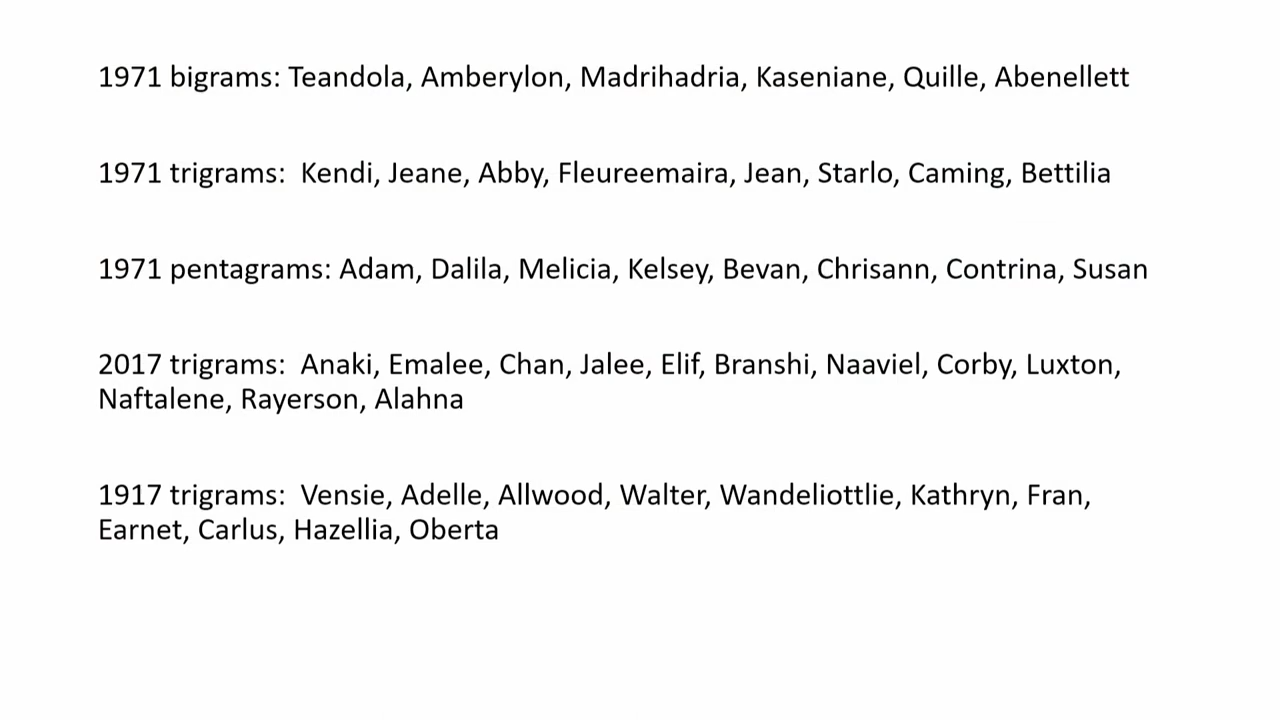 1971 bigrams: Teandola, Amberylon, Madrihadria, Kaseniane, Quille, Abenellett
1971 trigrams:  Kendi, Jeane, Abby, Fleureemaira, Jean, Starlo, Caming, Bettilia
1971 pentagrams: Adam, Dalila, Melicia, Kelsey, Bevan, Chrisann, Contrina, Susan
2017 trigrams:  Anaki, Emalee, Chan, Jalee, Elif, Branshi, Naaviel, Corby, Luxton,
Naftalene, Rayerson, Alahna
1917 trigrams:  Vensie, Adelle, Allwood, Walter, Wandeliottlie, Kathryn, Fran,
Earnet, Carlus, Hazellia, Oberta